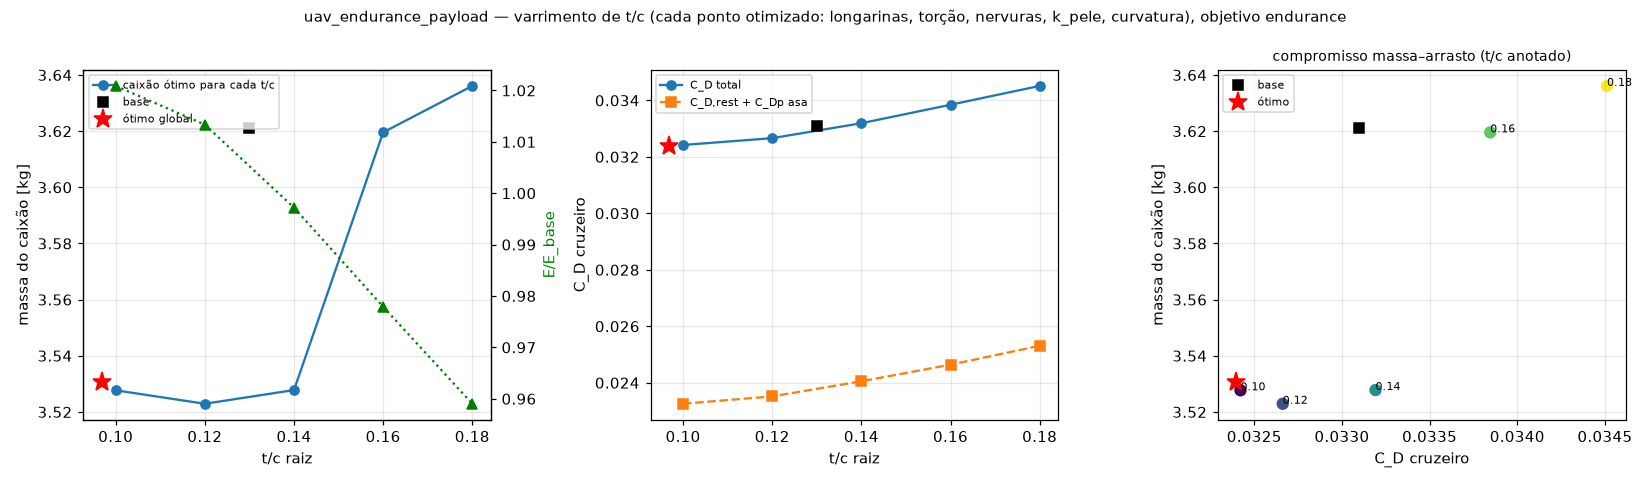 uav_endurance_payload — varrimento de t/c (cada ponto otimizado: longarinas, torção, nervuras, k_pele, curvatura), objetivo endurance
massa do caixão [kg]
3.64
3.62
3.60
3.58
3.56
3.54
3.52
caixão ótimo para cada t/c
base
ótimo global
0.10
0.12
0.14
0.16
0.18
t/c raiz
1.02
1.01
1.00
0.99
0.98
0.97
0.96
E/E_base
C_D cruzeiro
0.034
0.032
0.030
0.028
0.026
0.024
C_D total
C_D,rest + C_Dp asa
0.10
0.12
0.14
0.16
0.18
t/c raiz
compromisso massa–arrasto (t/c anotado)
massa do caixão [kg]
3.64
3.62
3.60
3.58
3.56
3.54
3.52
base
ótimo
0.18
0.16
0.14
0.10
0.12
0.0325
0.0330
0.0335
0.0340
0.0345
C_D cruzeiro